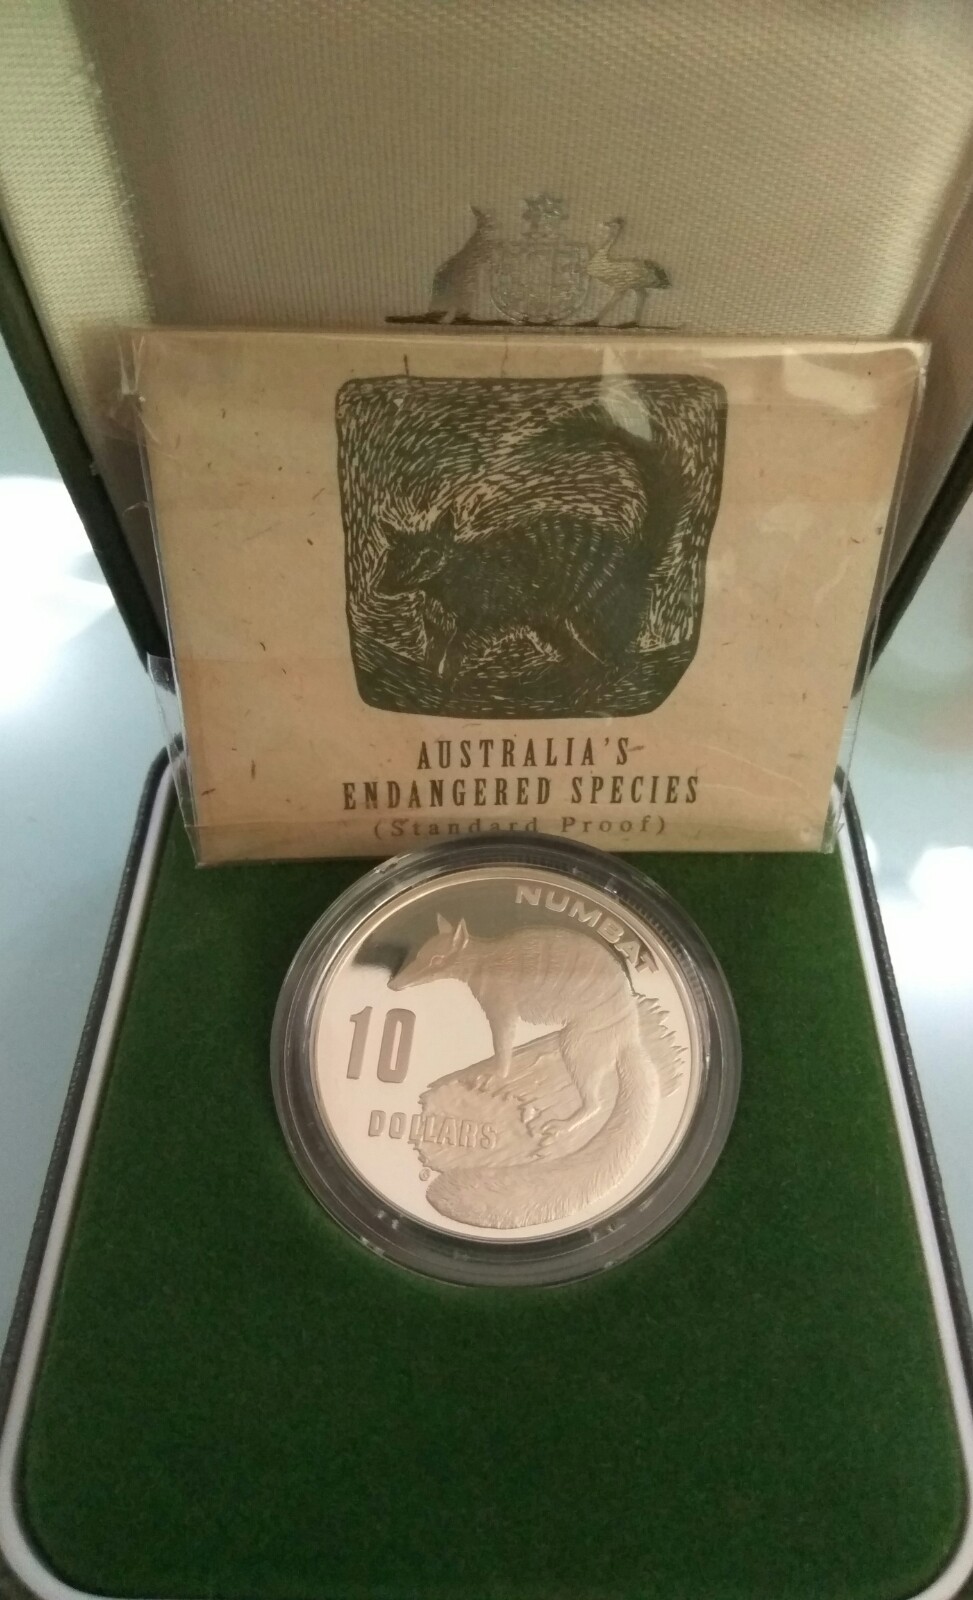 AUSTRALIA'S
ENDANGERED SPECIES
(Standard Proof)
NUMBAT
10
DOLLARS